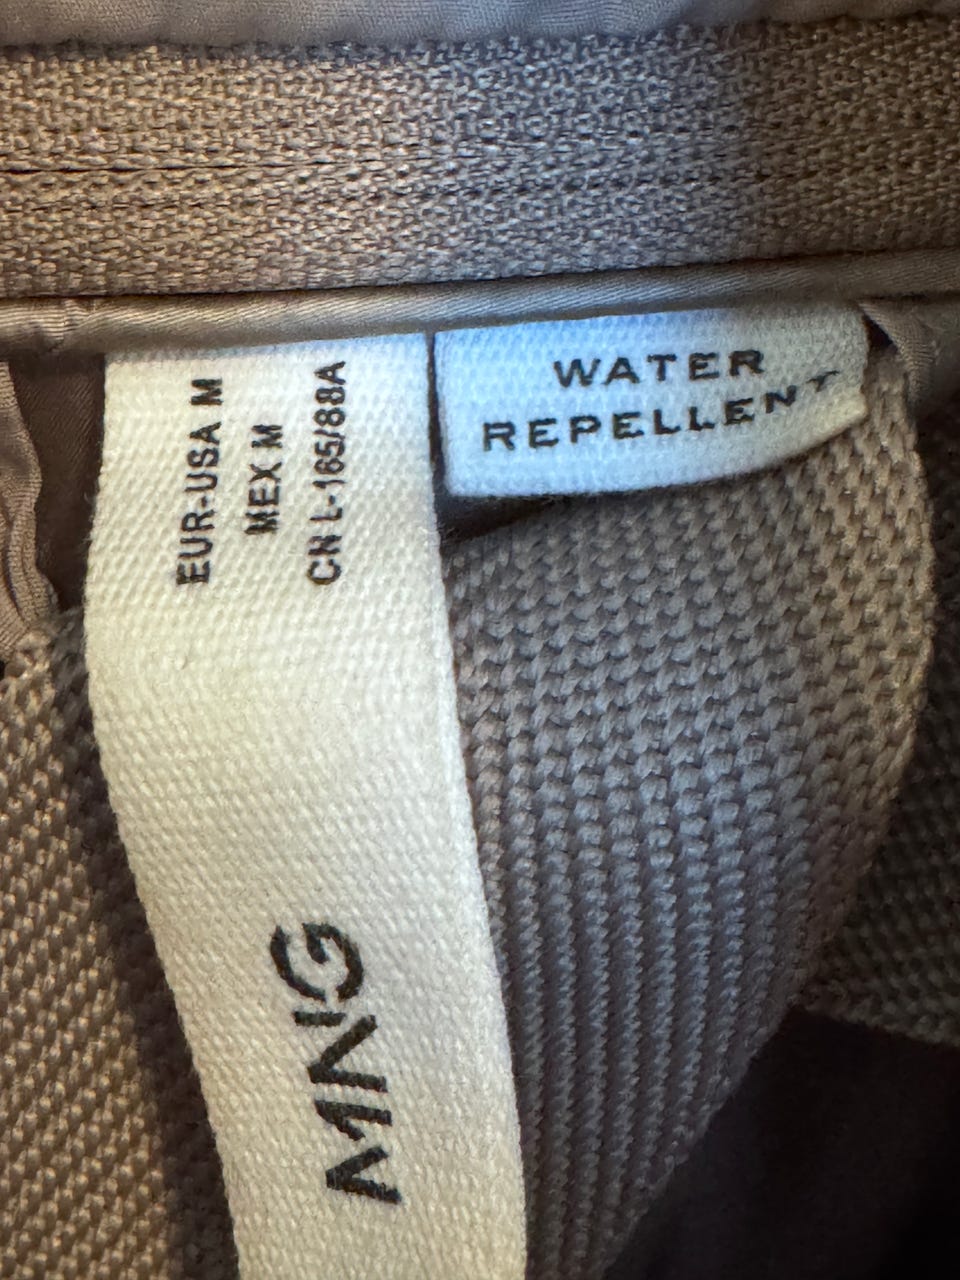 EUR-USA M
MEX M
CN L-165/88A
MNG
WATER
REPELLENT